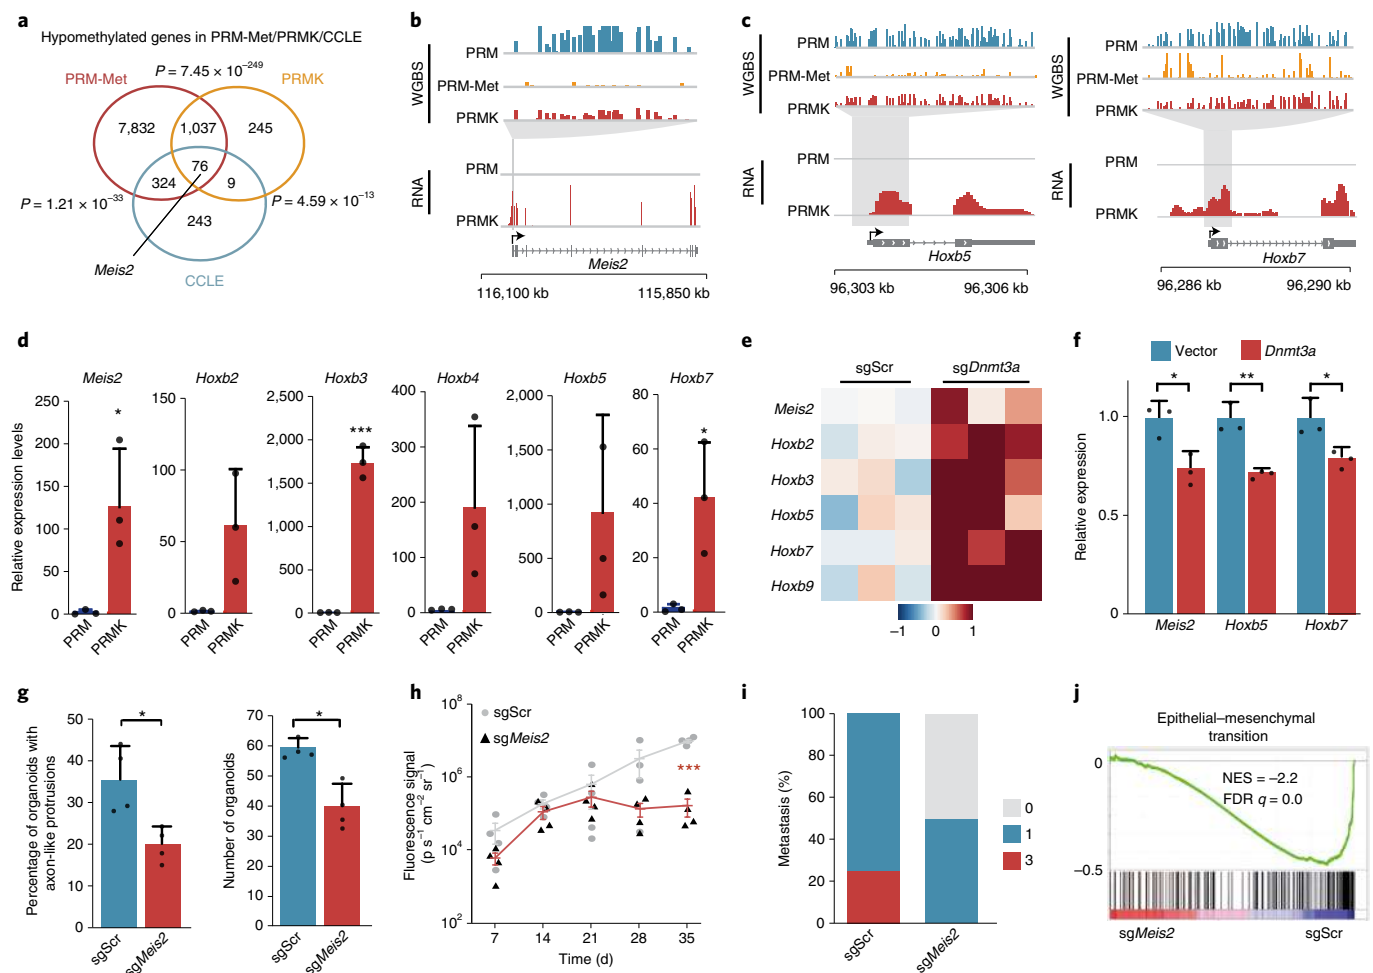 a
Hypomethylated genes in PRM-Met/PRMK/CCLE
PRM-Met
P = 7.45 × 10⁻²⁴⁹
PRMK
7,832
1,037
245
76
324
9
P = 1.21 × 10⁻³³
P = 4.59 × 10⁻¹³
243
Meis2
CCLE
b
WGBS
PRM
PRM-Met
PRMK
RNA
PRM
PRMK
Meis2
116,100 kb
115,850 kb
c
WGBS
PRM
PRM-Met
PRMK
RNA
PRM
PRMK
Hoxb5
96,303 kb
96,306 kb
WGBS
PRM
PRM-Met
PRMK
RNA
PRM
PRMK
Hoxb7
96,286 kb
96,290 kb
d
Relative expression levels
Meis2
250
200
150
100
50
0
*
PRM
PRMK
Hoxb2
150
100
50
0
PRM
PRMK
Hoxb3
2,500
2,000
1,500
1,000
500
0
***
PRM
PRMK
Hoxb4
400
300
200
100
0
PRM
PRMK
Hoxb5
2,000
1,500
1,000
500
0
PRM
PRMK
Hoxb7
80
60
40
20
0
*
PRM
PRMK
e
sgScr
sgDnmt3a
Meis2
Hoxb2
Hoxb3
Hoxb5
Hoxb7
Hoxb9
−1
0
1
f
Vector
Dnmt3a
Relative expression
1.0
0.5
0
*
**
*
Meis2
Hoxb5
Hoxb7
g
Percentage of organoids with
axon-like protrusions
50
40
30
20
10
0
*
sgScr
sgMeis2
Number of organoids
70
60
50
40
30
20
10
0
*
sgScr
sgMeis2
h
Fluorescence signal
(p s⁻¹ cm⁻² sr⁻¹)
10⁸
10⁶
10⁴
10²
sgScr
sgMeis2
***
7
14
21
28
35
Time (d)
i
Metastasis (%)
100
80
60
40
20
0
sgScr
sgMeis2
0
1
3
j
Epithelial–mesenchymal
transition
0
NES = −2.2
FDR q = 0.0
−0.5
sgMeis2
sgScr